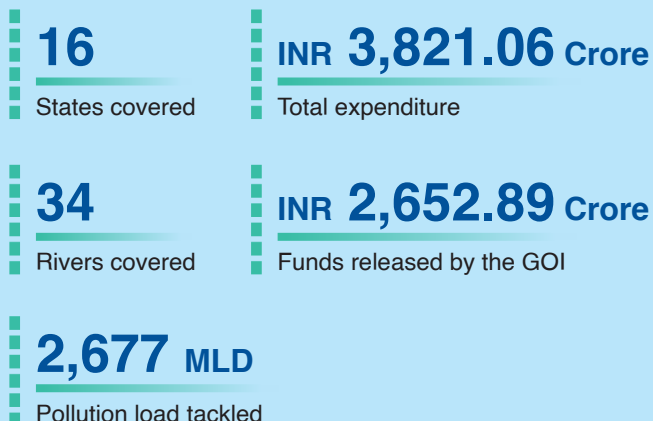 16
States covered
INR 3,821.06 Crore
Total expenditure
34
Rivers covered
INR 2,652.89 Crore
Funds released by the GOI
2,677 MLD
Pollution load tackled